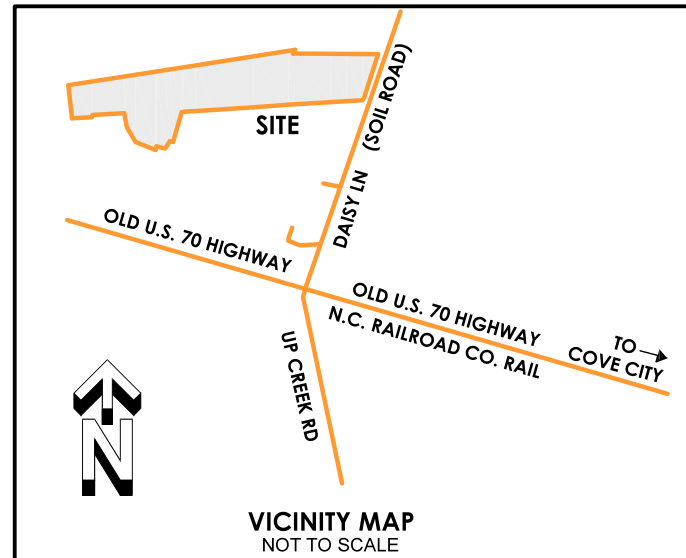 SITE
(SOIL ROAD)
DAISY LN
OLD U.S. 70 HIGHWAY
OLD U.S. 70 HIGHWAY
N.C. RAILROAD CO. RAIL
TO
COVE CITY
UP CREEK RD
N
VICINITY MAP
NOT TO SCALE